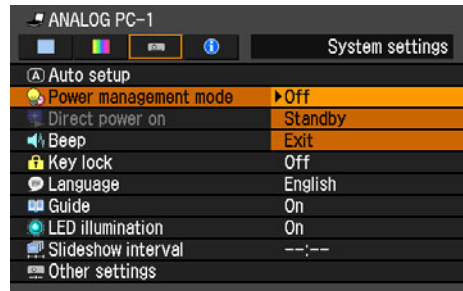 ANALOG PC-1
System settings
Auto setup
Power management mode Off
Direct power on Standby
Beep Exit
Key lock Off
Language English
Guide On
LED illumination On
Slideshow interval --:--
Other settings